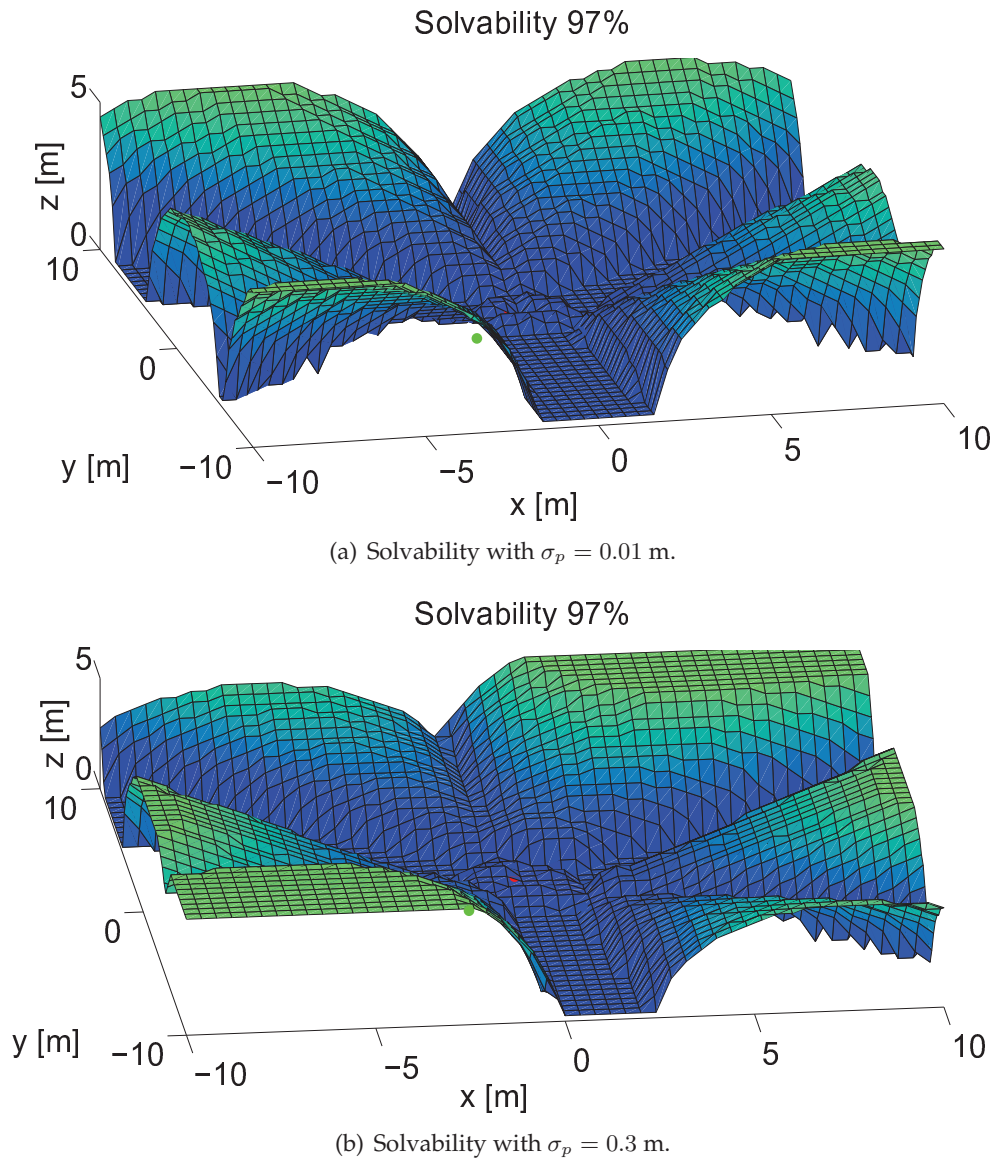 Solvability 97%
5
z [m]
0
10
0
y [m]
−10
−10
−5
0
5
10
x [m]
(a) Solvability with σp = 0.01 m.
Solvability 97%
5
z [m]
0
10
0
y [m]
−10
−10
−5
0
5
10
x [m]
(b) Solvability with σp = 0.3 m.